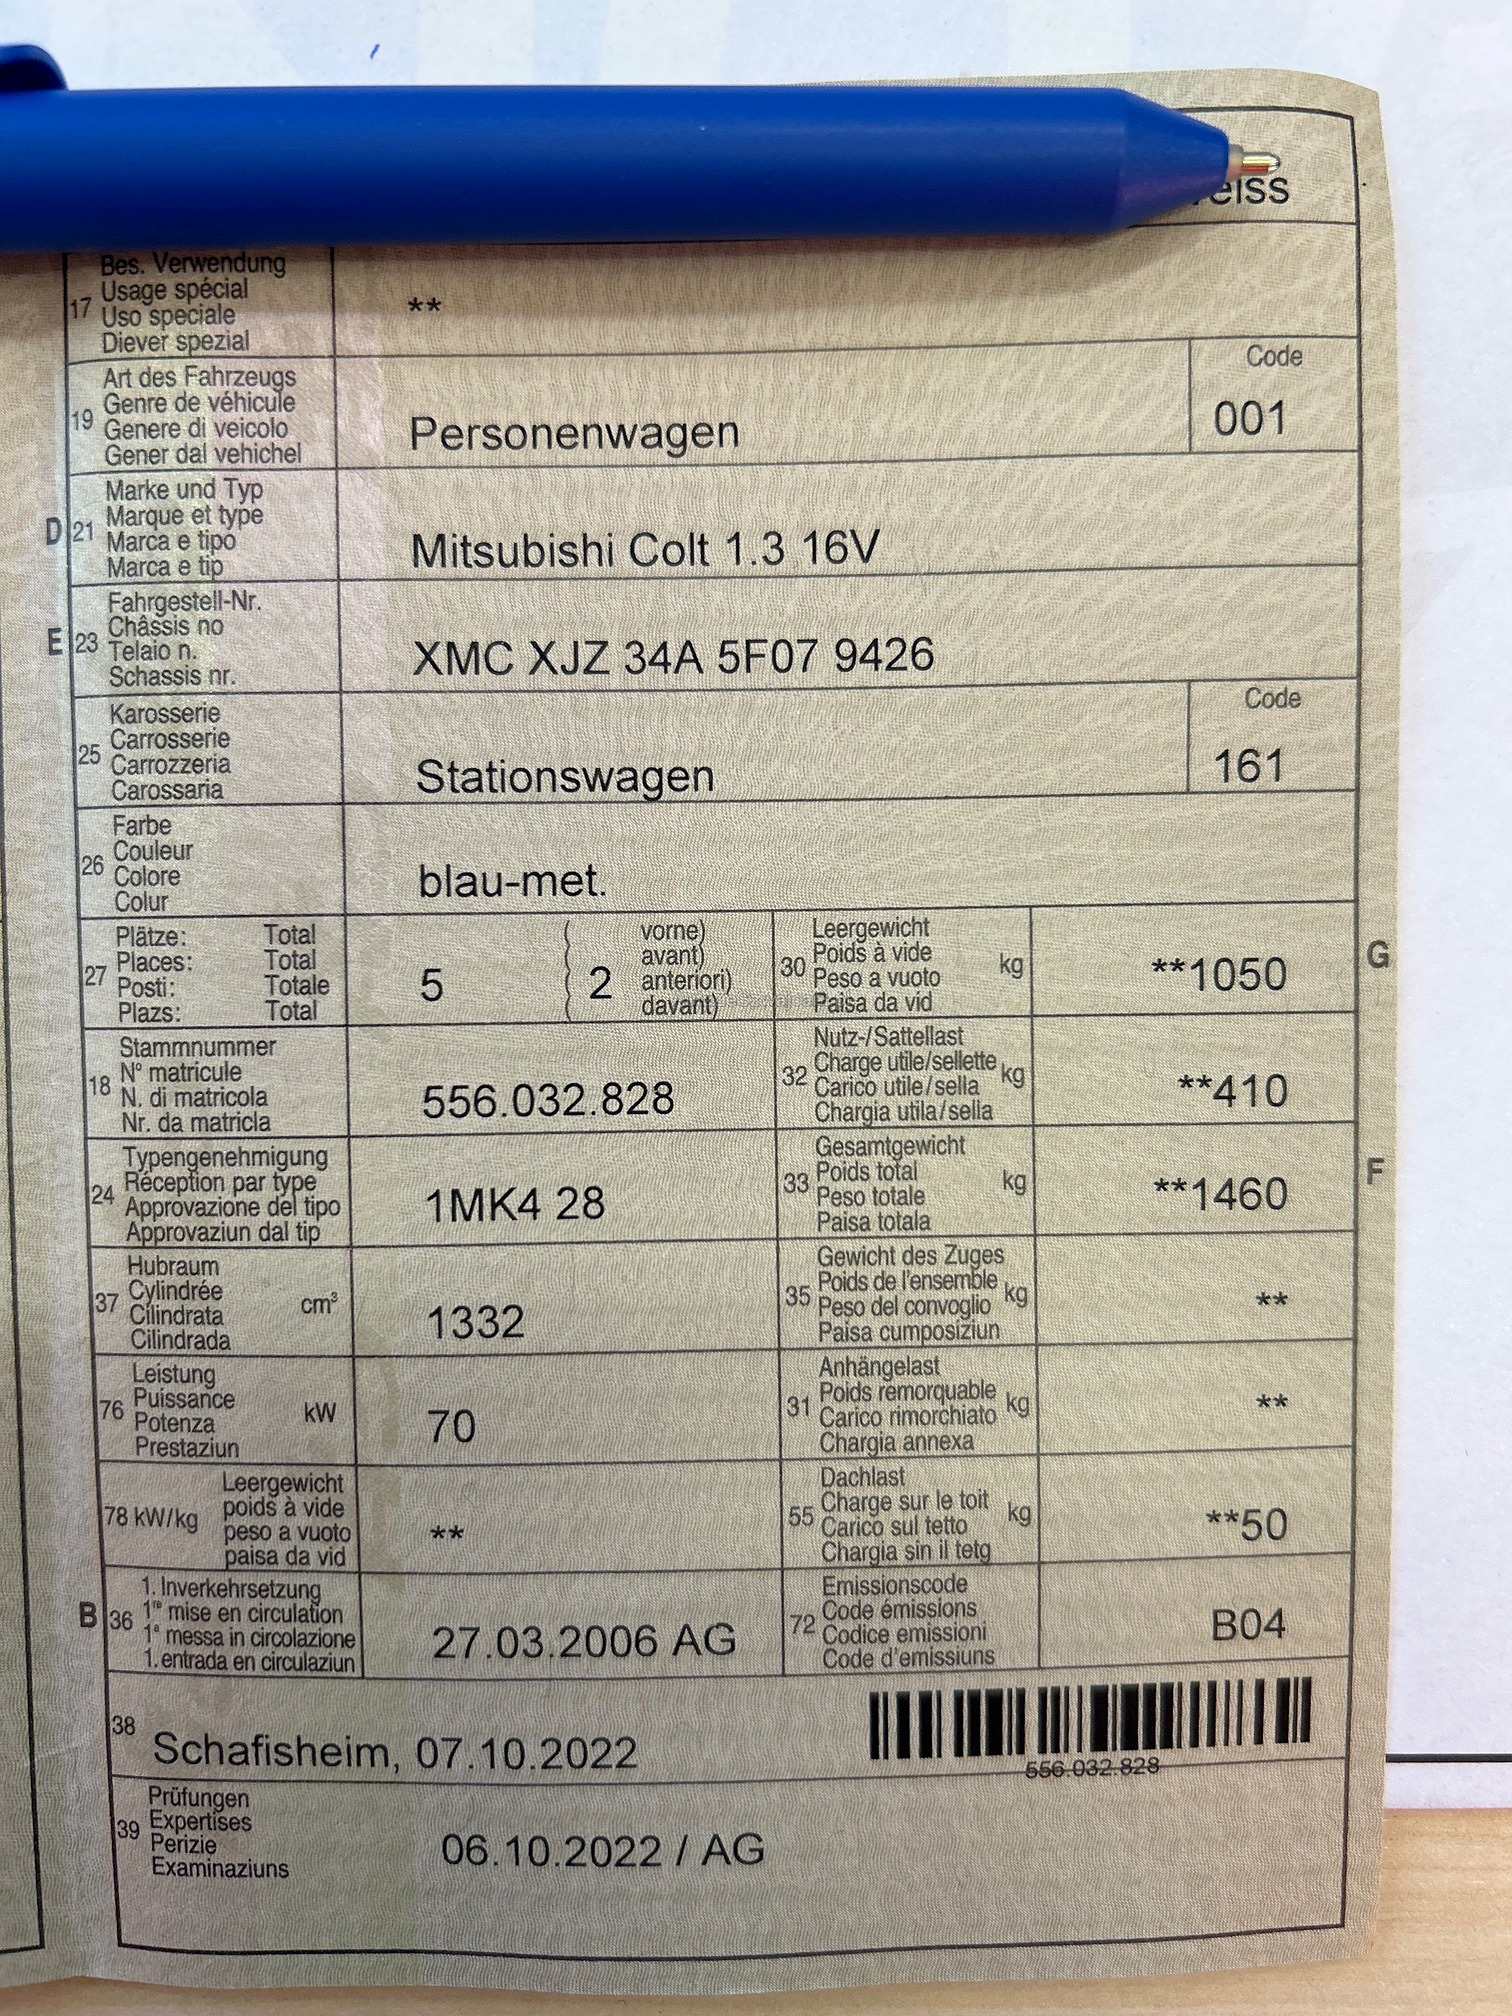 17 Bes. Verwendung
Usage spécial
Uso speciale
Diever spezial
**
19 Art des Fahrzeugs
Genre de véhicule
Genere di veicolo
Gener dal vehichel
Personenwagen
Code
001
D 21 Marke und Typ
Marque et type
Marca e tipo
Marca e tip
Mitsubishi Colt 1.3 16V
E 23 Fahrgestell-Nr.
Châssis no
Telaio n.
Schassis nr.
XMC XJZ 34A 5F07 9426
25 Karosserie
Carrosserie
Carrozzeria
Carossaria
Stationswagen
Code
161
26 Farbe
Couleur
Colore
Colur
blau-met.
27 Plätze: Total
Places: Total
Posti: Totale
Plazs: Total
5 ( 2 vorne)
avant)
anteriori)
davant)
30 Leergewicht
Poids à vide
Peso a vuoto
Paisa da vid
kg
**1050 G
18 Stammnummer
N° matricule
N. di matricola
Nr. da matricla
556.032.828
32 Nutz-/Sattellast
Charge utile/sellette
Carico utile/sella
Chargia utila/sella
kg
**410
24 Typengenehmigung
Réception par type
Approvazione del tipo
Approvaziun dal tip
1MK4 28
33 Gesamtgewicht
Poids total
Peso totale
Paisa totala
kg
**1460 F
37 Hubraum
Cylindrée
Cilindrata
Cilindrada
cm³
1332
35 Gewicht des Zuges
Poids de l'ensemble
Peso del convoglio
Paisa cumposiziun
kg
**
76 Leistung
Puissance
Potenza
Prestaziun
kW
70
31 Anhängelast
Poids remorquable
Carico rimorchiato
Chargia annexa
kg
**
78 kW/kg Leergewicht
poids à vide
peso a vuoto
paisa da vid
**
55 Dachlast
Charge sur le toit
Carico sul tetto
Chargia sin il tetg
kg
**50
B 36 1. Inverkehrsetzung
1re mise en circulation
1a messa in circolazione
1. entrada en circulaziun
27.03.2006 AG
72 Emissionscode
Code émissions
Codice emissioni
Code d'emissiuns
B04
38 Schafisheim, 07.10.2022
556.032.828
39 Prüfungen
Expertises
Perizie
Examinaziuns
06.10.2022 / AG